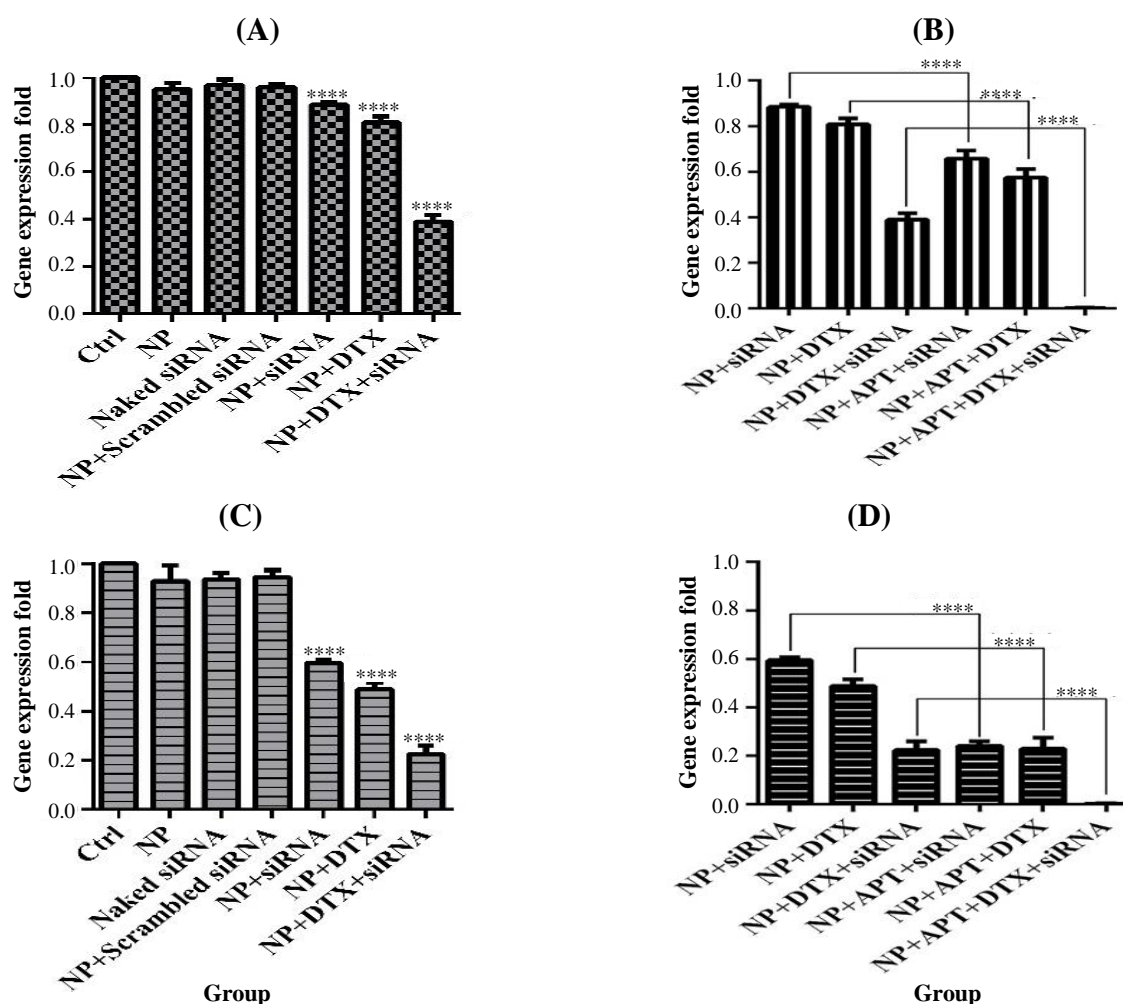 (A)
Gene expression fold
1.0
0.8
0.6
0.4
0.2
0.0
****
****
****
Ctrl
NP
Naked siRNA
NP+Scrambled siRNA
NP+siRNA
NP+DTX
NP+DTX+siRNA
(B)
Gene expression fold
1.0
0.8
0.6
0.4
0.2
0.0
****
****
****
NP+siRNA
NP+DTX
NP+DTX+siRNA
NP+APT+siRNA
NP+APT+DTX
NP+APT+DTX+siRNA
(C)
Gene expression fold
1.0
0.8
0.6
0.4
0.2
0.0
****
****
****
Ctrl
NP
Naked siRNA
NP+Scrambled siRNA
NP+siRNA
NP+DTX
NP+DTX+siRNA
Group
(D)
Gene expression fold
1.0
0.8
0.6
0.4
0.2
0.0
****
****
****
NP+siRNA
NP+DTX
NP+DTX+siRNA
NP+APT+siRNA
NP+APT+DTX
NP+APT+DTX+siRNA
Group